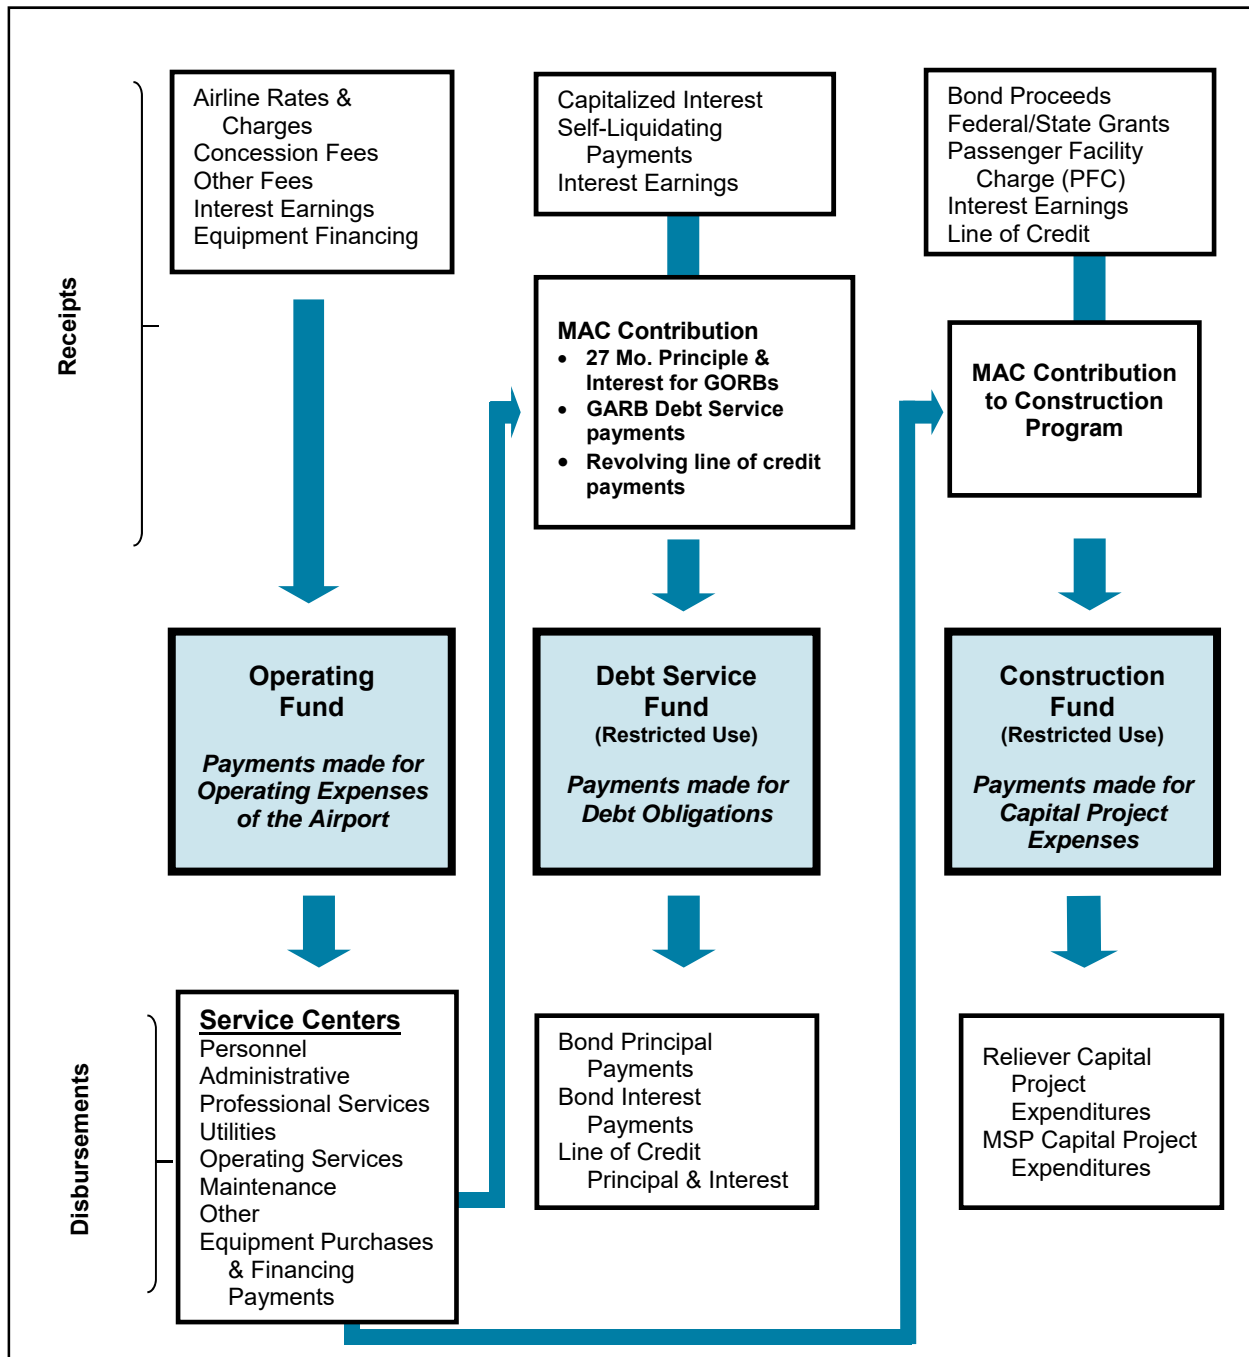 Receipts
Airline Rates &
Charges
Concession Fees
Other Fees
Interest Earnings
Equipment Financing
Capitalized Interest
Self-Liquidating
Payments
Interest Earnings
Bond Proceeds
Federal/State Grants
Passenger Facility
Charge (PFC)
Interest Earnings
Line of Credit
MAC Contribution
• 27 Mo. Principle &
Interest for GORBs
• GARB Debt Service
payments
• Revolving line of credit
payments
MAC Contribution
to Construction
Program
Operating
Fund
Payments made for
Operating Expenses
of the Airport
Debt Service
Fund
(Restricted Use)
Payments made for
Debt Obligations
Construction
Fund
(Restricted Use)
Payments made for
Capital Project
Expenses
Disbursements
Service Centers
Personnel
Administrative
Professional Services
Utilities
Operating Services
Maintenance
Other
Equipment Purchases
& Financing
Payments
Bond Principal
Payments
Bond Interest
Payments
Line of Credit
Principal & Interest
Reliever Capital
Project
Expenditures
MSP Capital Project
Expenditures